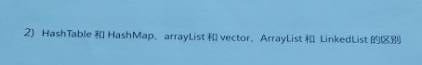 2) HashTable 和 HashMap、arrayList 和 vector、ArrayList 和 LinkedList 的区别